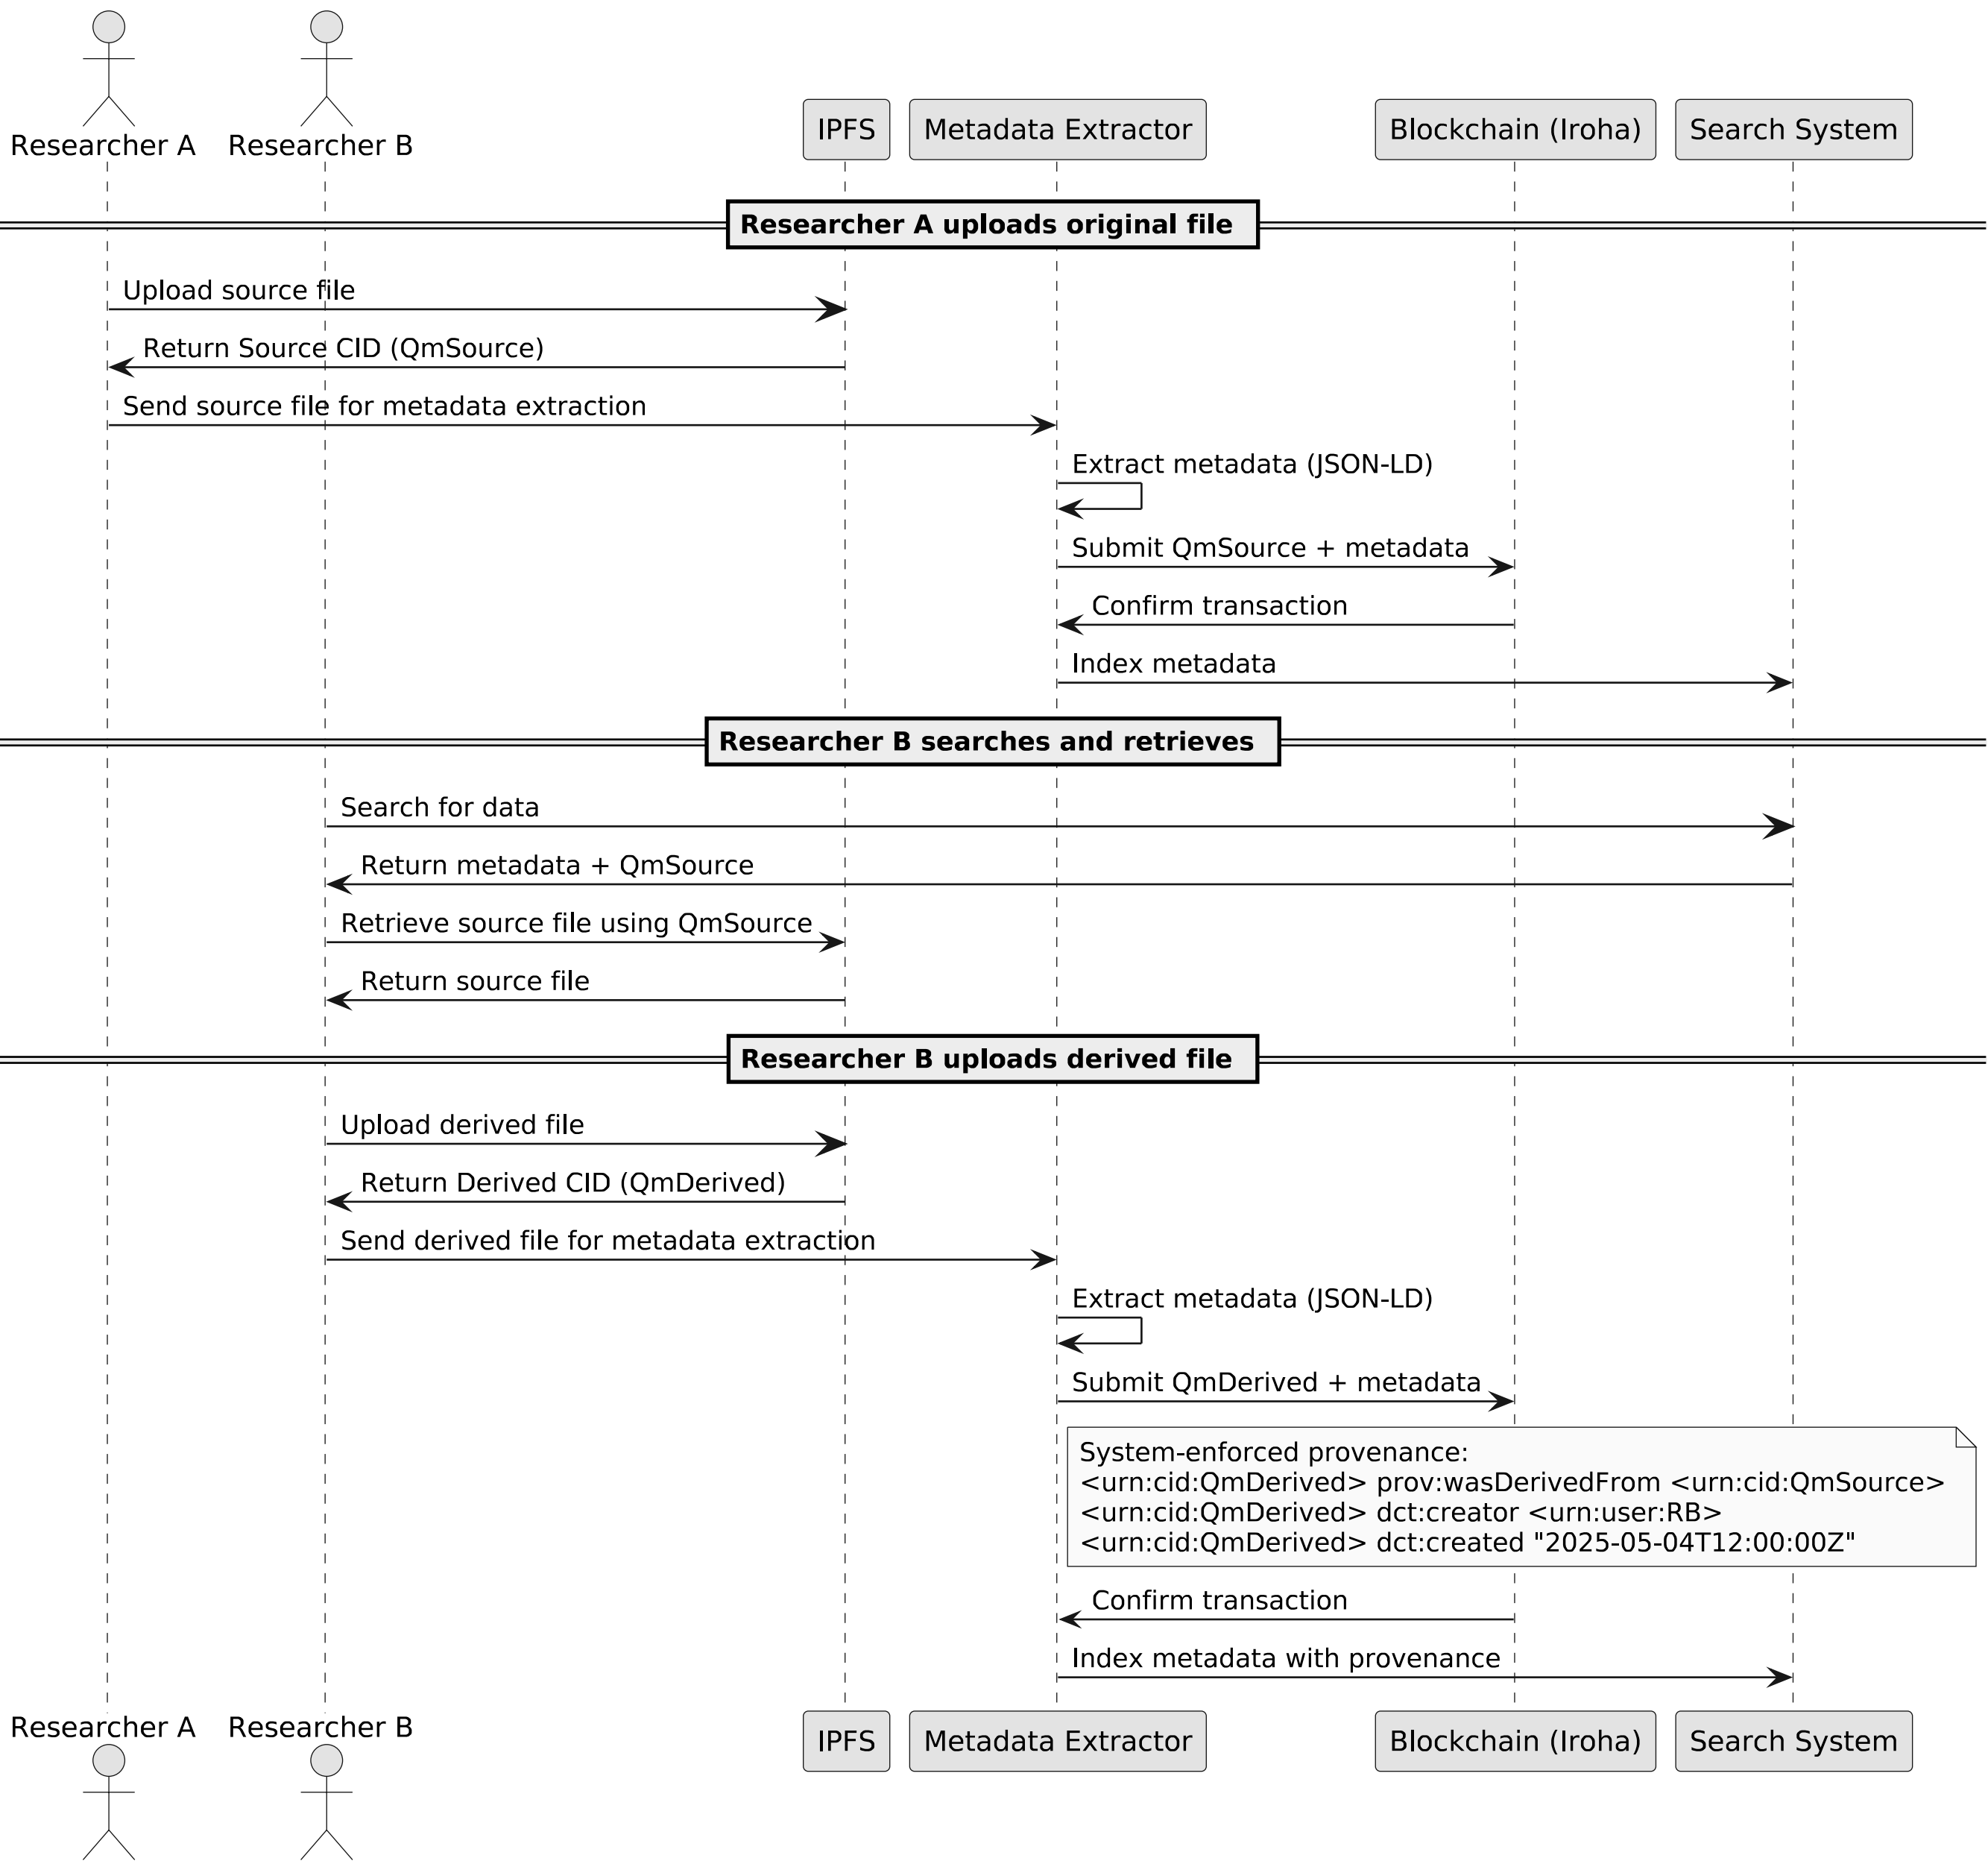 Researcher A
Researcher B
IPFS
Metadata Extractor
Blockchain (Iroha)
Search System
Researcher A uploads original file
Upload source file
Return Source CID (QmSource)
Send source file for metadata extraction
Extract metadata (JSON-LD)
Submit QmSource + metadata
Confirm transaction
Index metadata
Researcher B searches and retrieves
Search for data
Return metadata + QmSource
Retrieve source file using QmSource
Return source file
Researcher B uploads derived file
Upload derived file
Return Derived CID (QmDerived)
Send derived file for metadata extraction
Extract metadata (JSON-LD)
Submit QmDerived + metadata
System-enforced provenance:
<urn:cid:QmDerived> prov:wasDerivedFrom <urn:cid:QmSource>
<urn:cid:QmDerived> dct:creator <urn:user:RB>
<urn:cid:QmDerived> dct:created "2025-05-04T12:00:00Z"
Confirm transaction
Index metadata with provenance
Researcher A
Researcher B
IPFS
Metadata Extractor
Blockchain (Iroha)
Search System